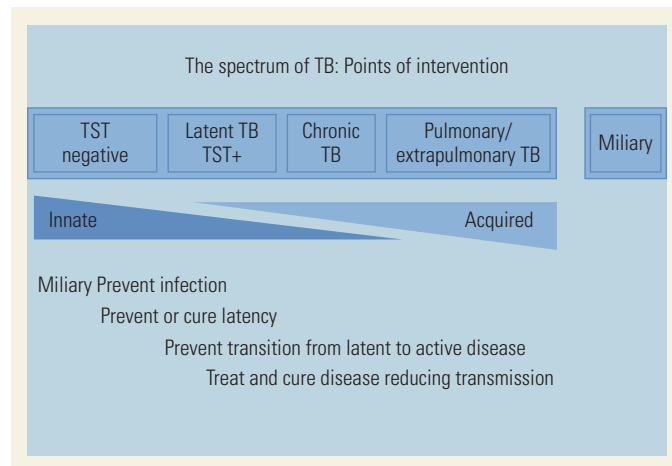 The spectrum of TB: Points of intervention
TST
negative
Latent TB
TST+
Chronic
TB
Pulmonary/
extrapulmonary TB
Miliary
Innate
Acquired
Miliary Prevent infection
Prevent or cure latency
Prevent transition from latent to active disease
Treat and cure disease reducing transmission